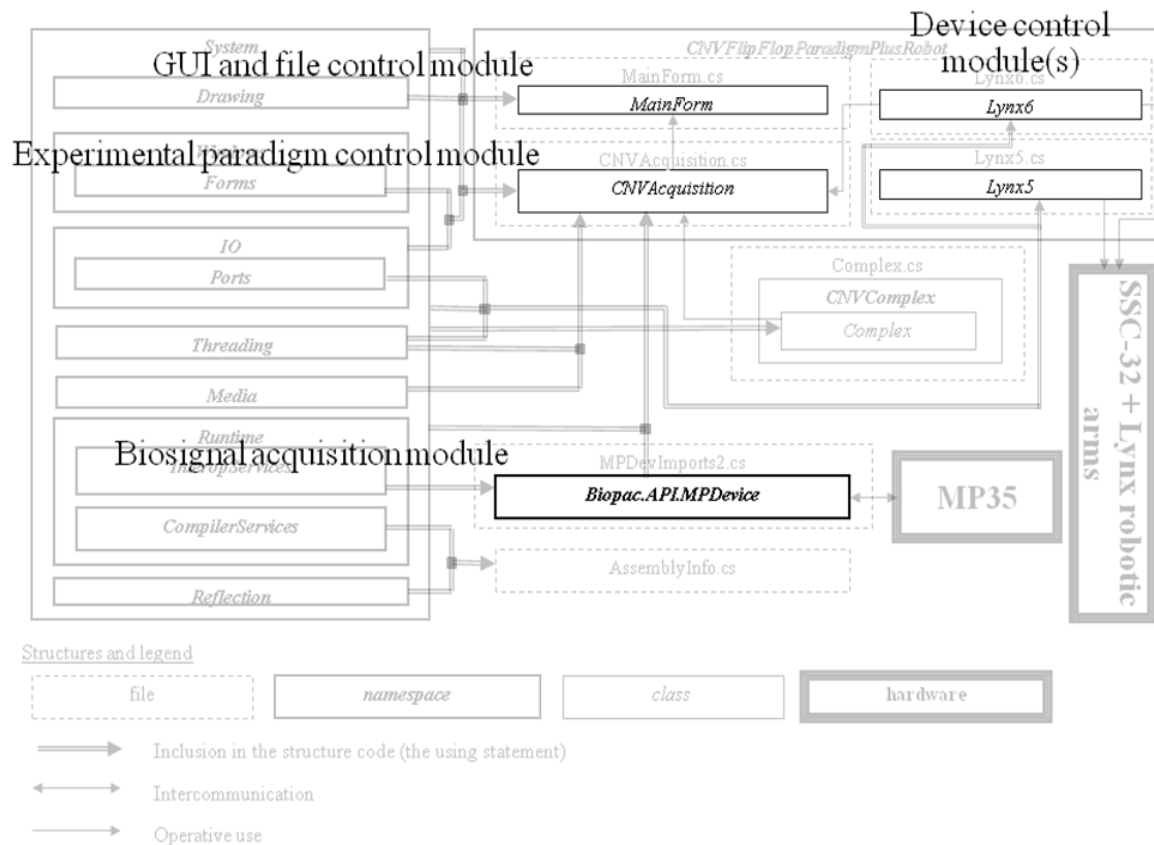 Device control
module(s)
System
CNVFlipFlopParadigmPlusRobot
GUI and file control module
MainForm.cs
Lynx6.cs
Drawing
MainForm
Lynx6
Windows
Experimental paradigm control module
CNVAcquisition.cs
Lynx5.cs
Forms
CNVAcquisition
Lynx5
IO
Ports
Complex.cs
CNVComplex
Complex
Threading
Media
SSC-32 + Lynx robotic
arms
Runtime
Biosignal acquisition module
InteropServices
MPDevImports2.cs
Biopac.API.MPDevice
MP35
CompilerServices
AssemblyInfo.cs
Reflection
Structures and legend
file
namespace
class
hardware
Inclusion in the structure code (the using statement)
Intercommunication
Operative use